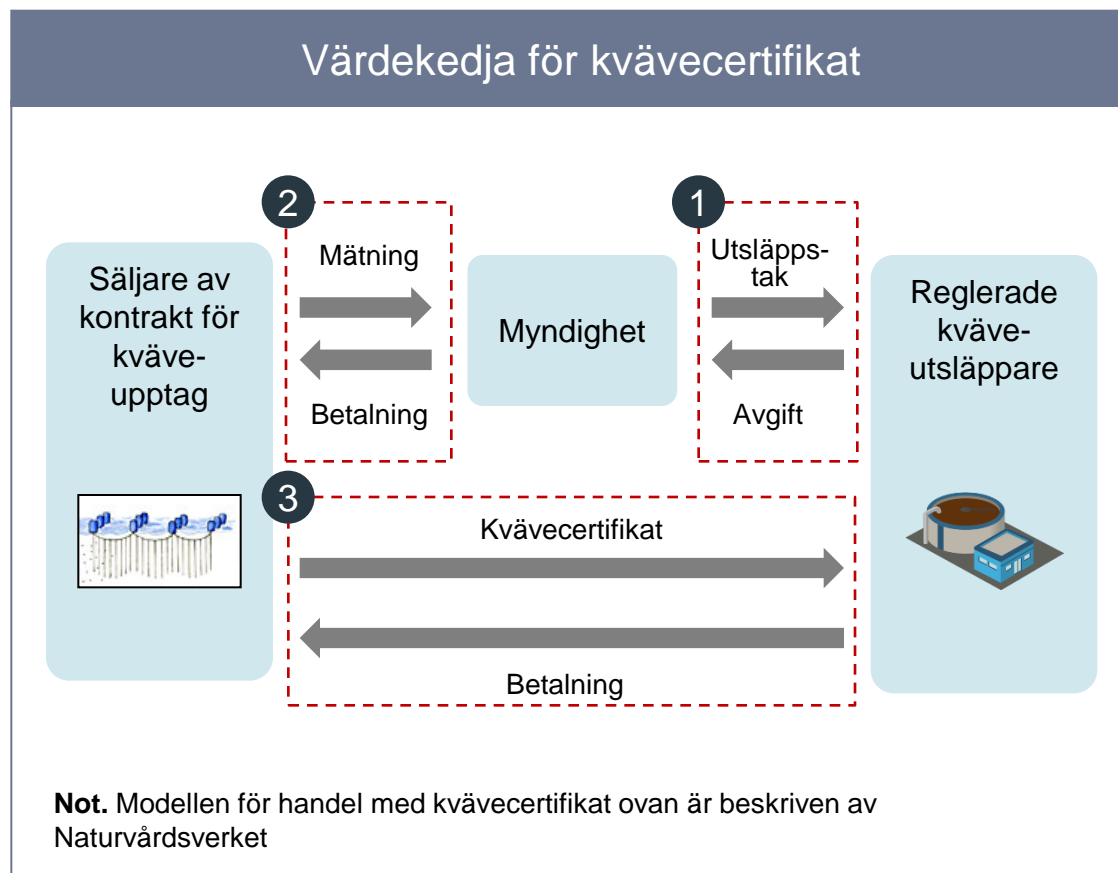 Värdekedja för kvävecertifikat
2
1
Mätning
Utsläpps-
tak
Säljare av
kontrakt för
kväve-
upptag
Myndighet
Reglerade
kväve-
utsläppare
Betalning
Avgift
3
Kvävecertifikat
Betalning
Not. Modellen för handel med kvävecertifikat ovan är beskriven av
Naturvårdsverket